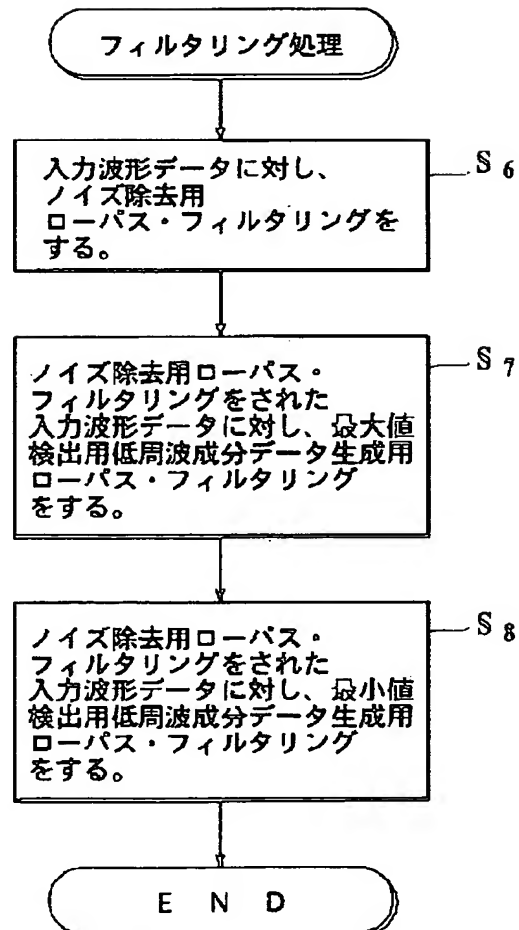 フィルタリング処理
入力波形データに対し、
ノイズ除去用
ローパス・フィルタリングを
する。
S6
ノイズ除去用ローパス・
フィルタリングをされた
入力波形データに対し、最大値
検出用低周波成分データ生成用
ローパス・フィルタリング
をする。
S7
ノイズ除去用ローパス・
フィルタリングをされた
入力波形データに対し、最小値
検出用低周波成分データ生成用
ローパス・フィルタリング
をする。
S8
E N D